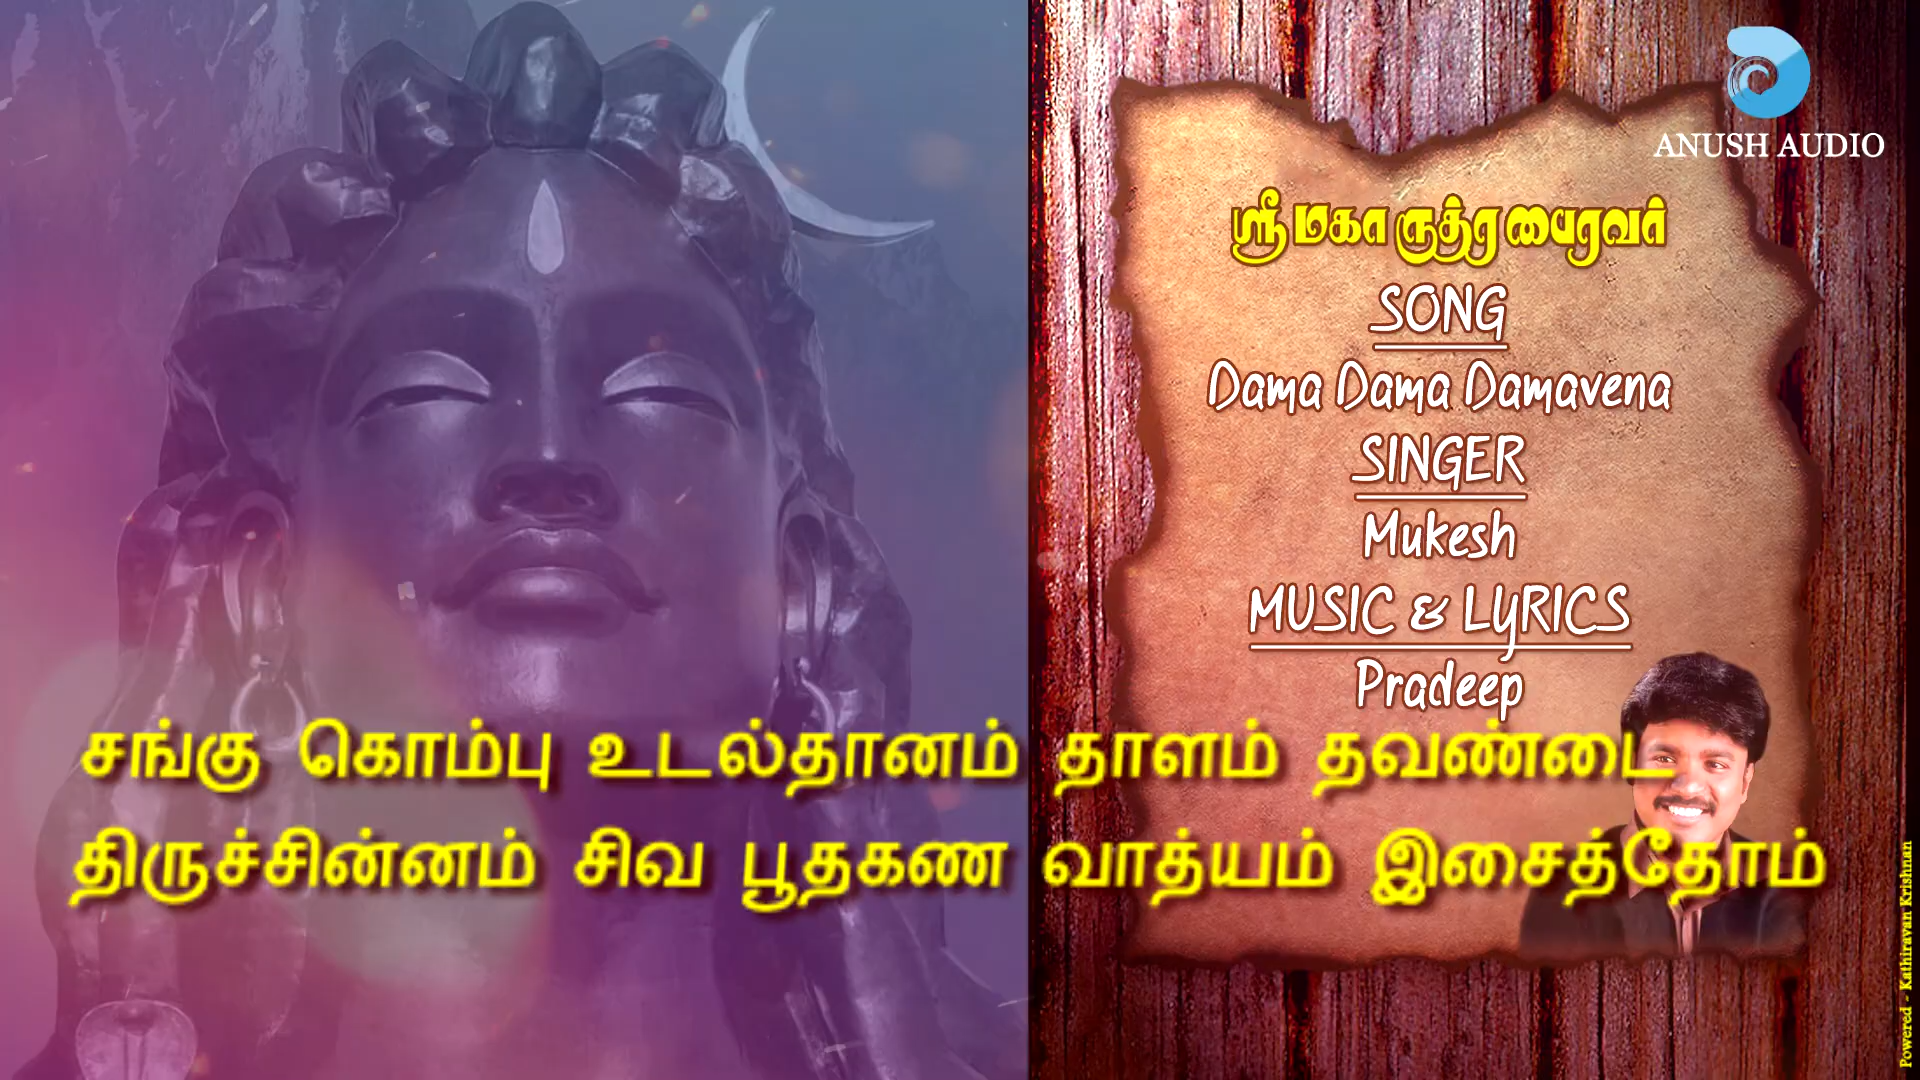 ANUSH AUDIO
ஸ்ரீ மகா ருத்ர பைரவர்
SONG
Dama Dama Damavena
SINGER
Mukesh
MUSIC & LYRICS
Pradeep
சங்கு கொம்பு உடல்தானம் தாளம் தவண்டை
திருச்சின்னம் சிவ பூதகண வாத்யம் இசைத்தோம்
Powered - Kathiravan Krishnan